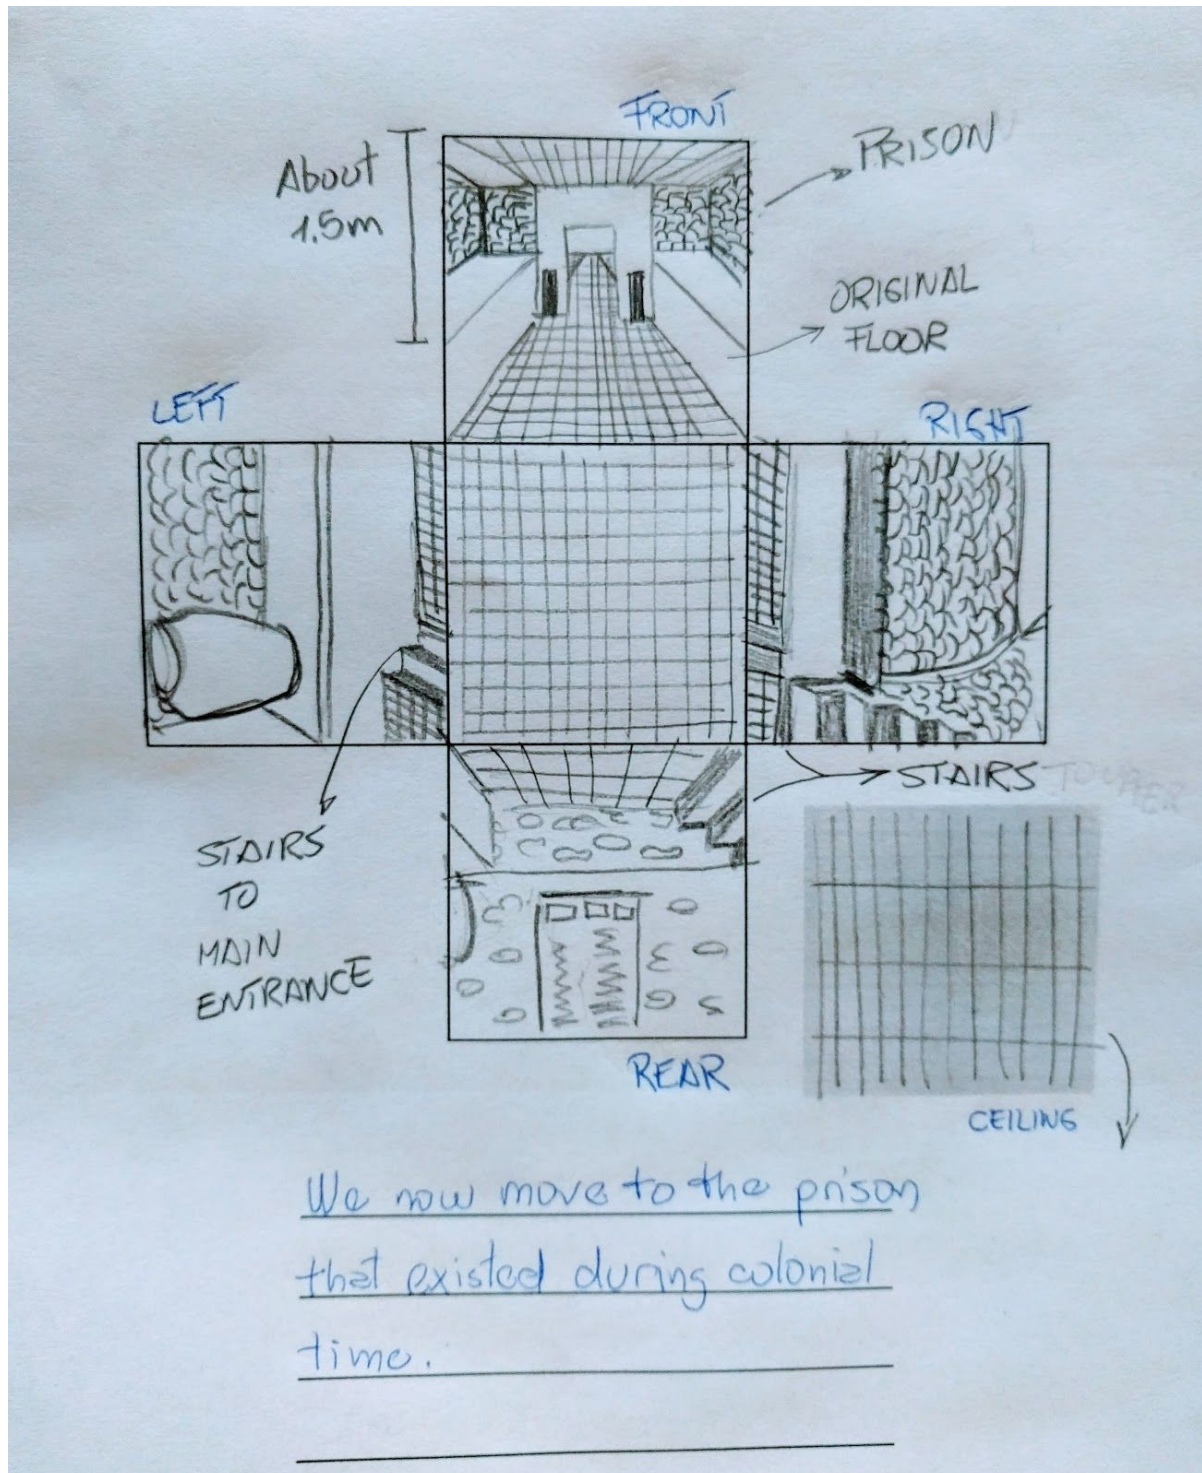 FRONT
About
1.5m
PRISON
ORIGINAL
FLOOR
LEFT
RIGHT
STAIRS
STAIRS
TO
MAIN
ENTRANCE
REAR
CEILING
We now move to the prison
that existed during colonial
time.